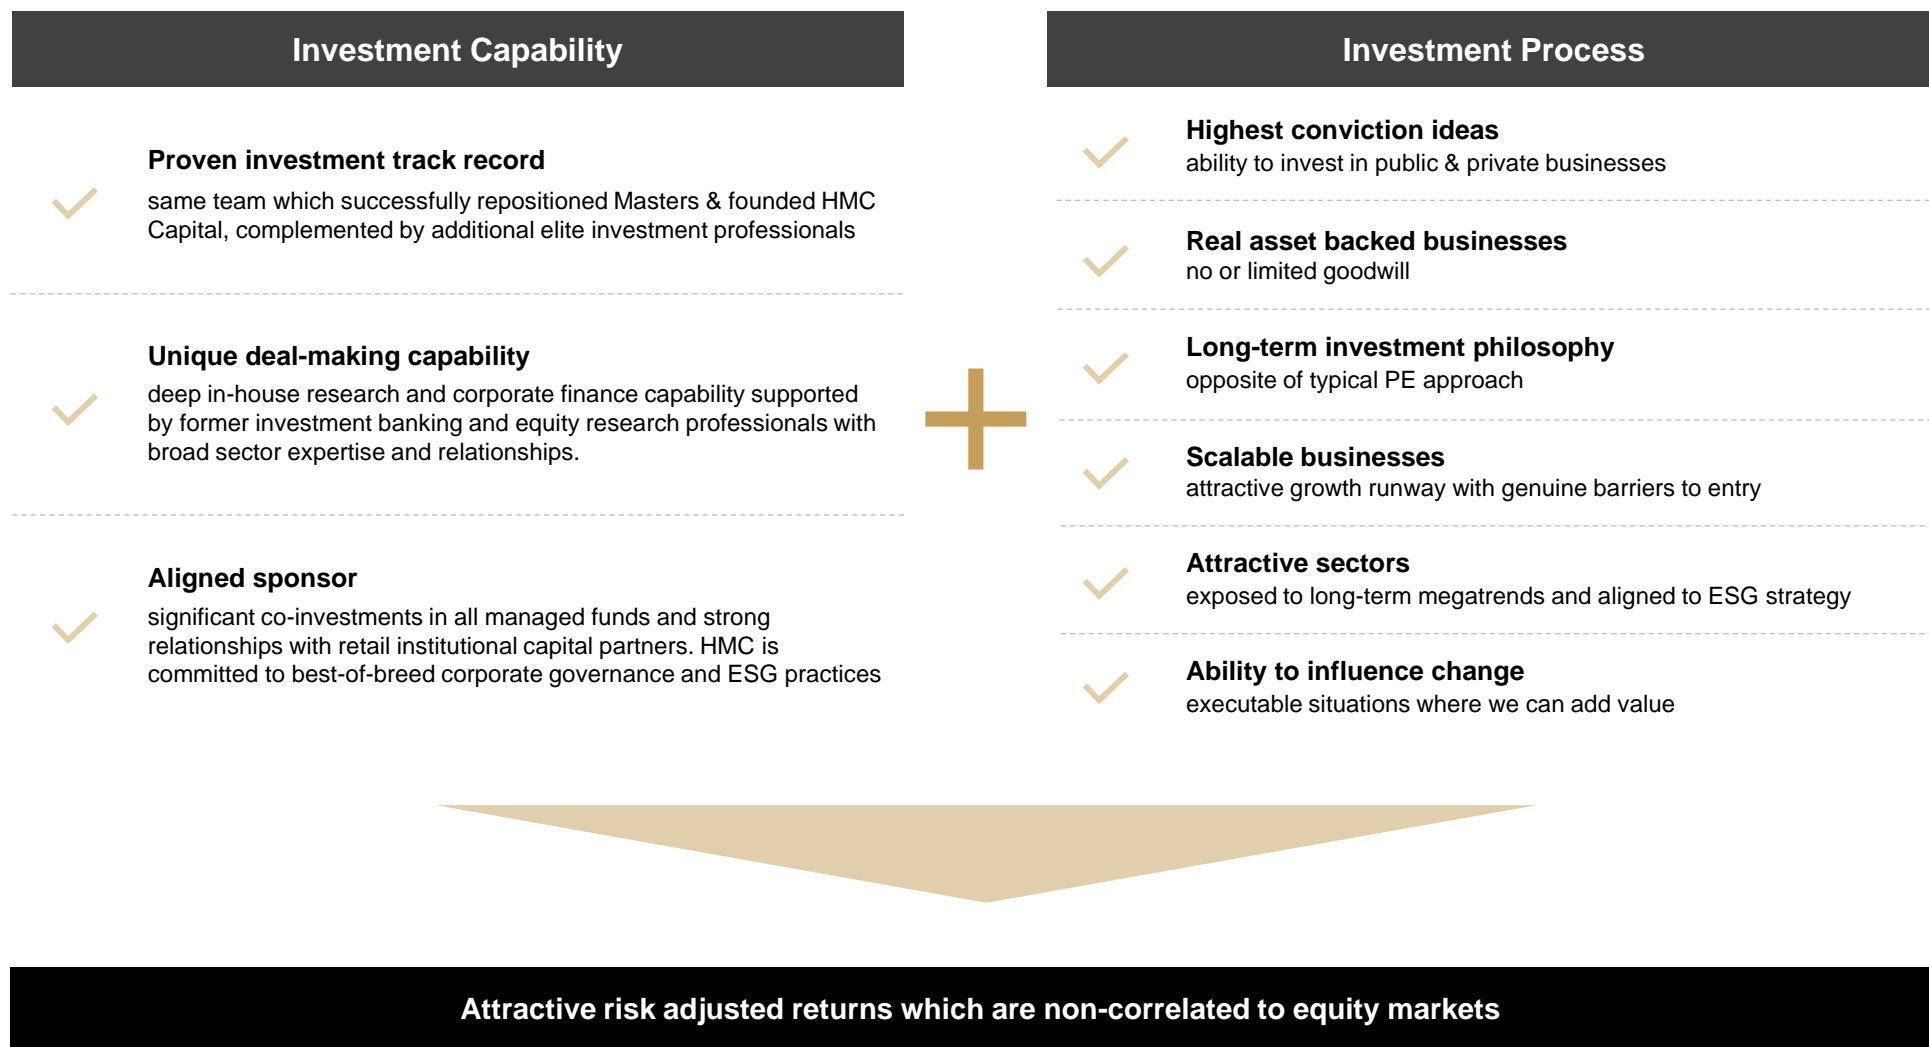 Investment Capability
Proven investment track record
same team which successfully repositioned Masters & founded HMC
Capital, complemented by additional elite investment professionals
Unique deal-making capability
deep in-house research and corporate finance capability supported
by former investment banking and equity research professionals with
broad sector expertise and relationships.
Aligned sponsor
significant co-investments in all managed funds and strong
relationships with retail institutional capital partners. HMC is
committed to best-of-breed corporate governance and ESG practices
Investment Process
Highest conviction ideas
ability to invest in public & private businesses
Real asset backed businesses
no or limited goodwill
Long-term investment philosophy
opposite of typical PE approach
Scalable businesses
attractive growth runway with genuine barriers to entry
Attractive sectors
exposed to long-term megatrends and aligned to ESG strategy
Ability to influence change
executable situations where we can add value
Attractive risk adjusted returns which are non-correlated to equity markets